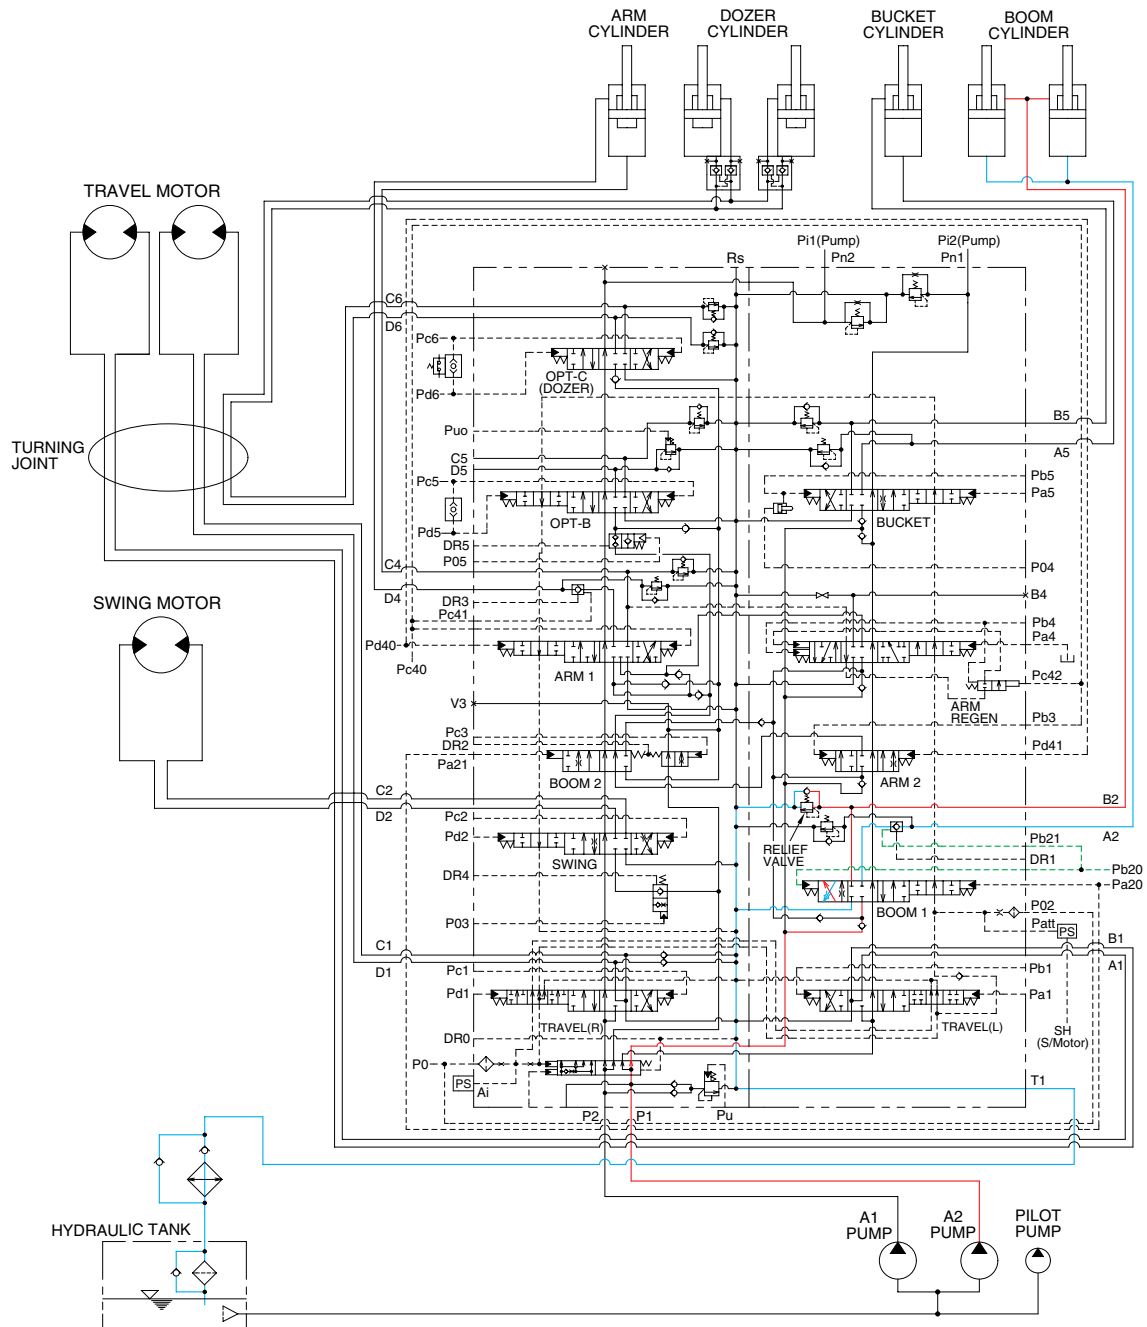 ARM
CYLINDER
DOZER
CYLINDER
BUCKET
CYLINDER
BOOM
CYLINDER
TRAVEL MOTOR
Pi1(Pump)
Pn2
Pi2(Pump)
Pn1
Rs
C6
D6
Pc6
OPT-C
(DOZER)
Pd6
TURNING
JOINT
Puo
C5
D5
Pc5
B5
A5
Pb5
Pa5
OPT-B
BUCKET
Pd5
DR5
P05
C4
P04
D4
DR3
Pc41
B4
SWING MOTOR
Pb4
Pa4
Pd40
Pc40
ARM 1
Pc42
ARM
REGEN
V3
Pb3
Pc3
DR2
Pa21
Pd41
BOOM 2
ARM 2
C2
D2
B2
A2
Pc2
Pd2
RELIEF
VALVE
Pb21
DR1
SWING
DR4
Pb20
Pa20
BOOM 1
P03
P02
Patt
PS
C1
D1
B1
A1
Pc1
Pb1
Pd1
Pa1
TRAVEL(R)
TRAVEL(L)
SH
(S/Motor)
DR0
P0
PS
Ai
T1
P2
P1
Pu
A1
PUMP
A2
PUMP
PILOT
PUMP
HYDRAULIC TANK